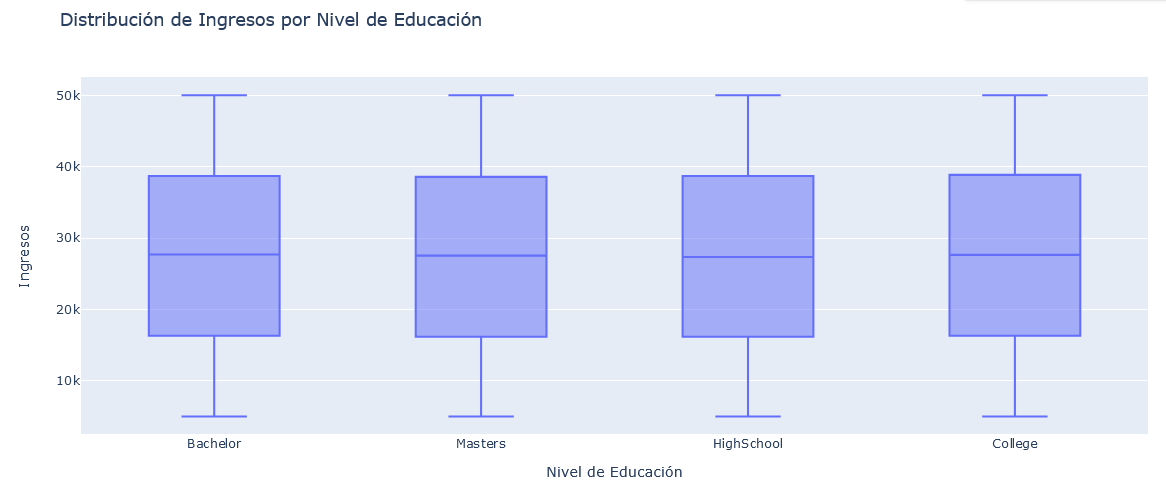 Distribución de Ingresos por Nivel de Educación
Ingresos
50k
40k
30k
20k
10k
Bachelor
Masters
HighSchool
College
Nivel de Educación